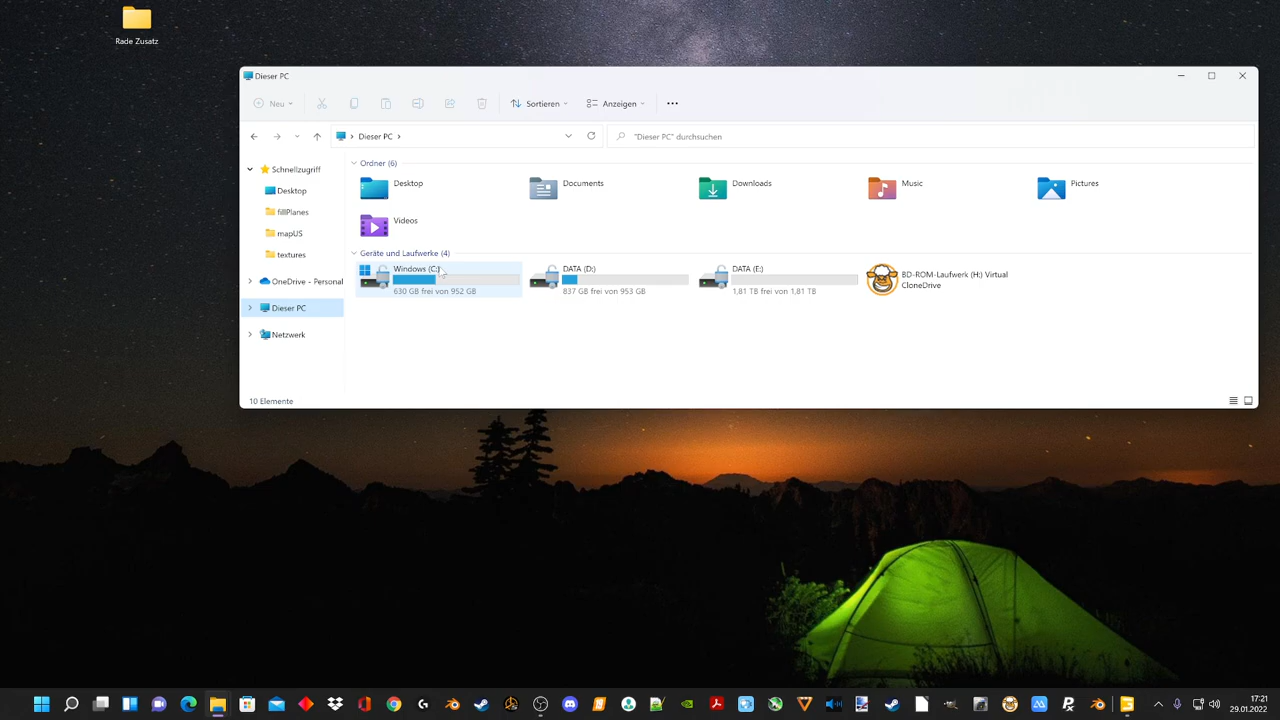 Rade Zusatz
Dieser PC
Neu
Sortieren
Anzeigen
Dieser PC
"Dieser PC" durchsuchen
Schnellzugriff
Desktop
fillPlanes
mapUS
textures
OneDrive - Personal
Dieser PC
Netzwerk
Ordner (6)
Desktop
Documents
Downloads
Music
Pictures
Videos
Geräte und Laufwerke (4)
Windows (C:)
630 GB frei von 952 GB
DATA (D:)
837 GB frei von 953 GB
DATA (E:)
1,81 TB frei von 1,81 TB
BD-ROM-Laufwerk (H:) Virtual
CloneDrive
10 Elemente
17:21
29.01.2022